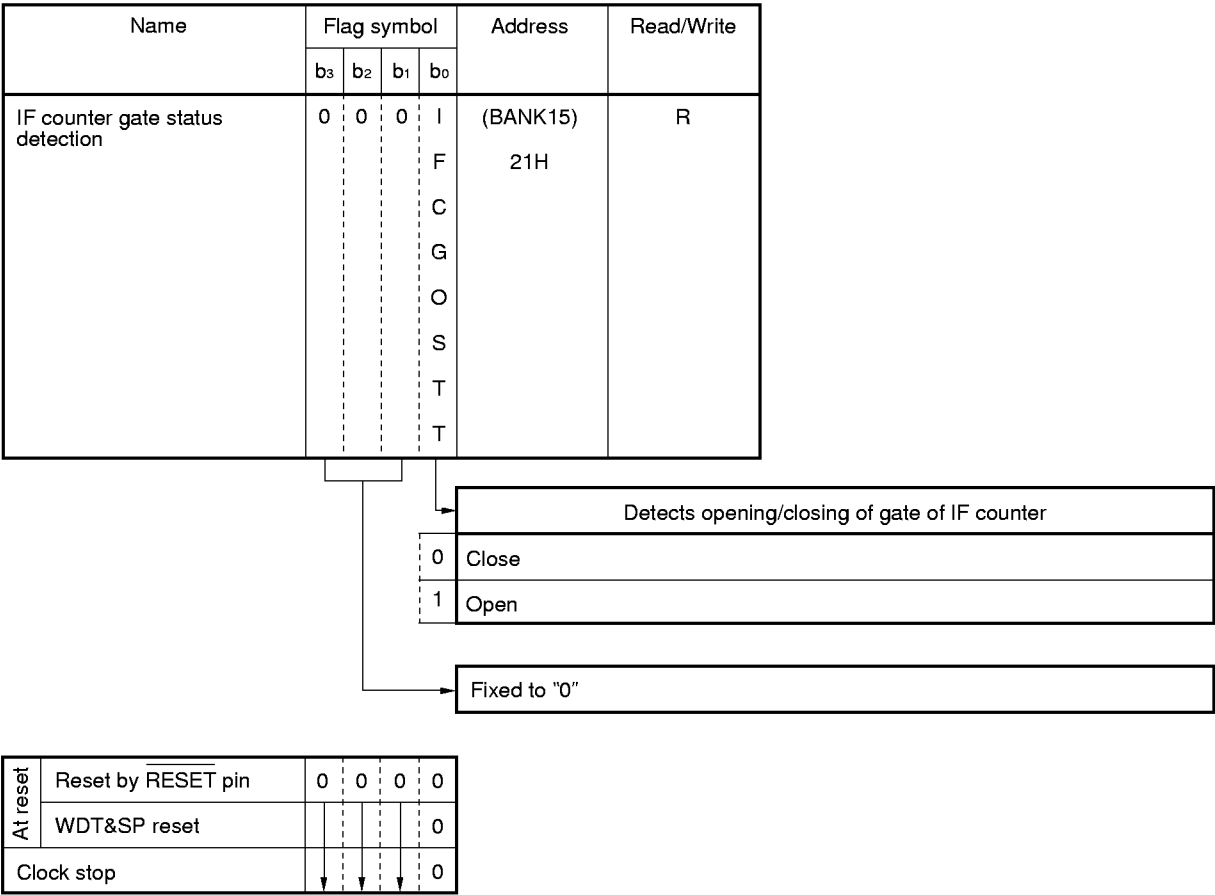 Name Flag symbol Address Read/Write
b3 b2 b1 b0
IF counter gate status 0 0 0 I (BANK15) R
detection
F 21H
C
G
O
S
T
T
Detects opening/closing of gate of IF counter
0 Close
1 Open
Fixed to "0"
At reset
Reset by RESET pin 0 0 0 0
WDT&SP reset 0
Clock stop 0